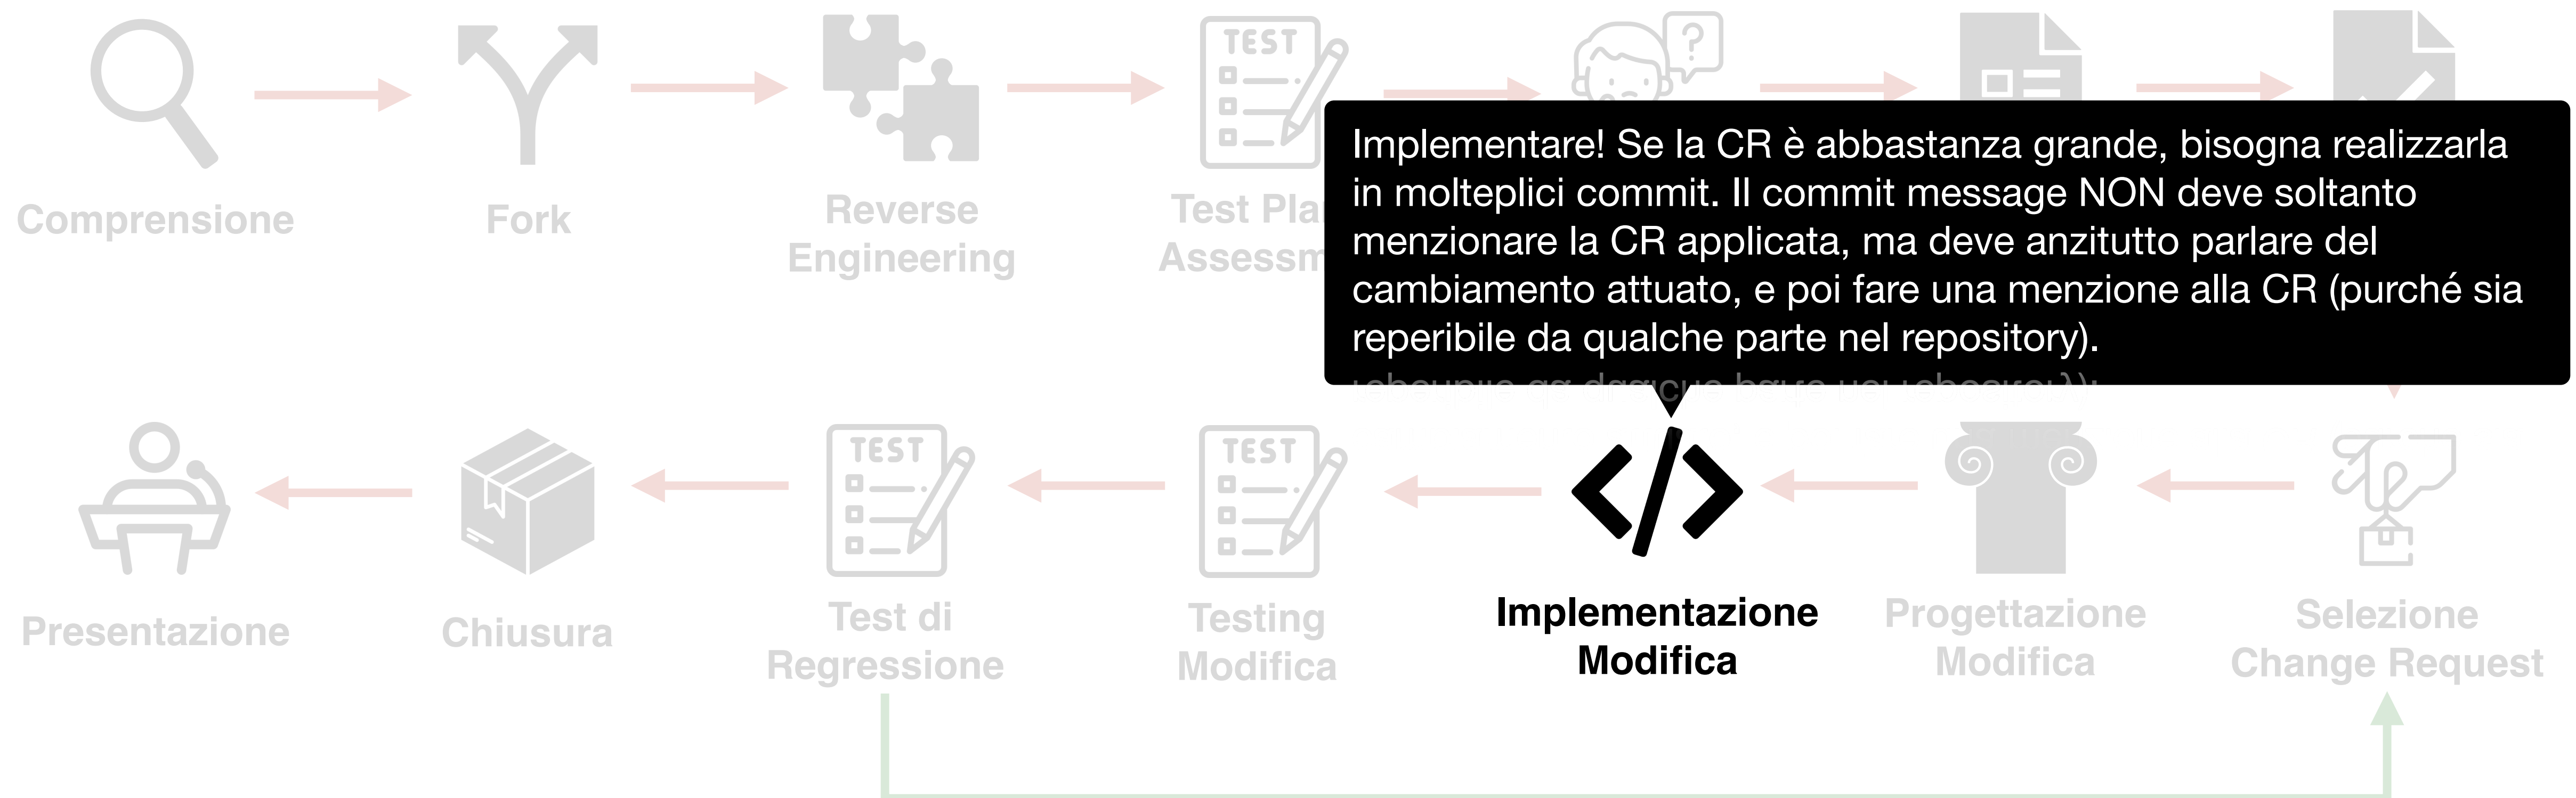 TEST
?
Comprensione
Fork
Reverse
Engineering
Test
Implementare! Se la CR è abbastanza grande, bisogna realizzarla
in molteplici commit. Il commit message NON deve soltanto
menzionare la CR applicata, ma deve anzitutto parlare del
cambiamento attuato, e poi fare una menzione alla CR (purché sia
reperibile da qualche parte nel repository).
TEST
TEST
Presentazione
Chiusura
Test di
Regressione
Testing
Modifica
Implementazione
Modifica
Progettazione
Modifica
Selezione
Change Request